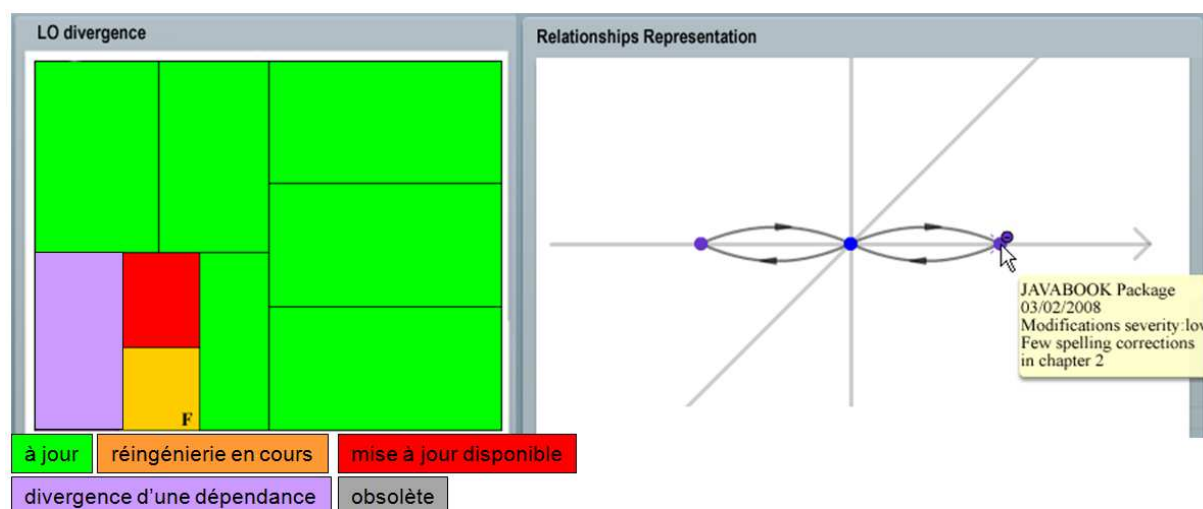 LO divergence
Relationships Representation
F
JAVABOOK Package
03/02/2008
Modifications severity:low
Few spelling corrections
in chapter 2
à jour
réingénierie en cours
mise à jour disponible
divergence d'une dépendance
obsolète